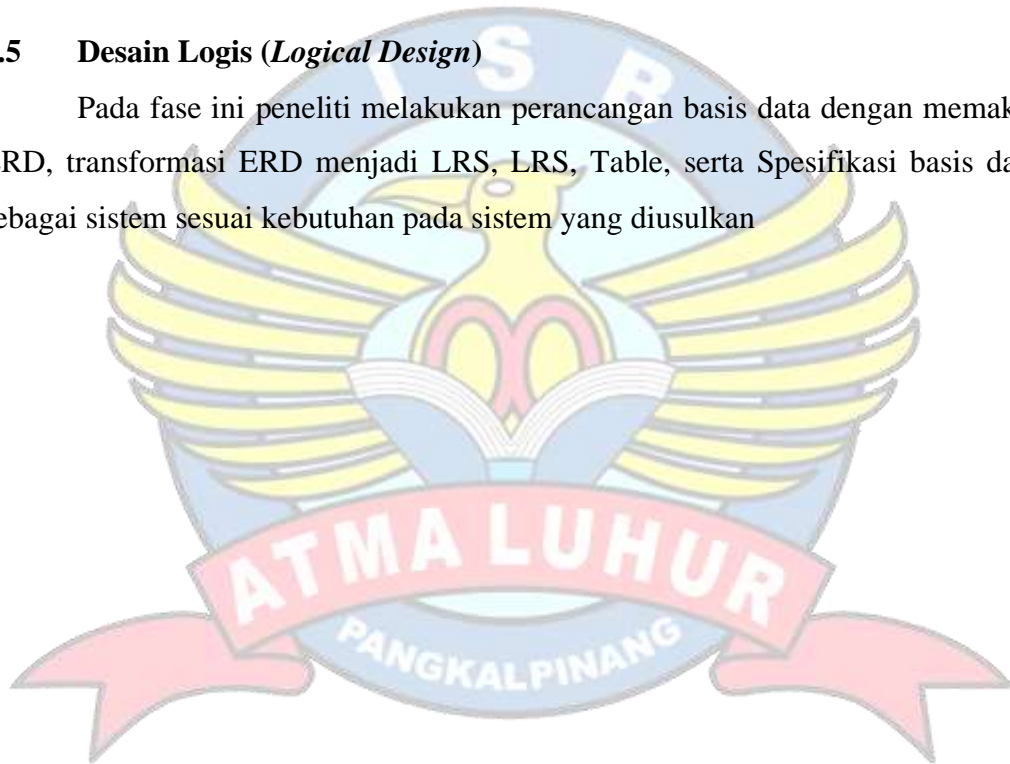 .5 Desain Logis (Logical Design)
Pada fase ini peneliti melakukan perancangan basis data dengan memak
RD, transformasi ERD menjadi LRS, LRS, Table, serta Spesifikasi basis da
ebagai sistem sesuai kebutuhan pada sistem yang diusulkan
I S B
ATMA LUHUR
PANGKALPINANG